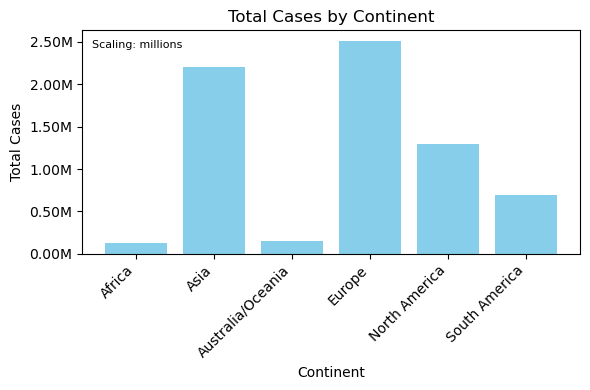 Total Cases by Continent
Scaling: millions
Total Cases
2.50M
2.00M
1.50M
1.00M
0.50M
0.00M
Africa
Asia
Australia/Oceania
Europe
North America
South America
Continent